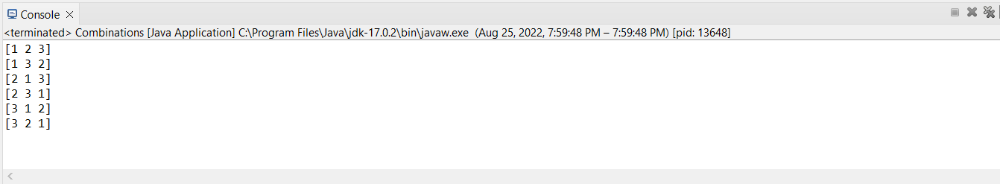 Console
<terminated> Combinations [Java Application] C:\Program Files\Java\jdk-17.0.2\bin\javaw.exe (Aug 25, 2022, 7:59:48 PM – 7:59:48 PM) [pid: 13648]
[1 2 3]
[1 3 2]
[2 1 3]
[2 3 1]
[3 1 2]
[3 2 1]